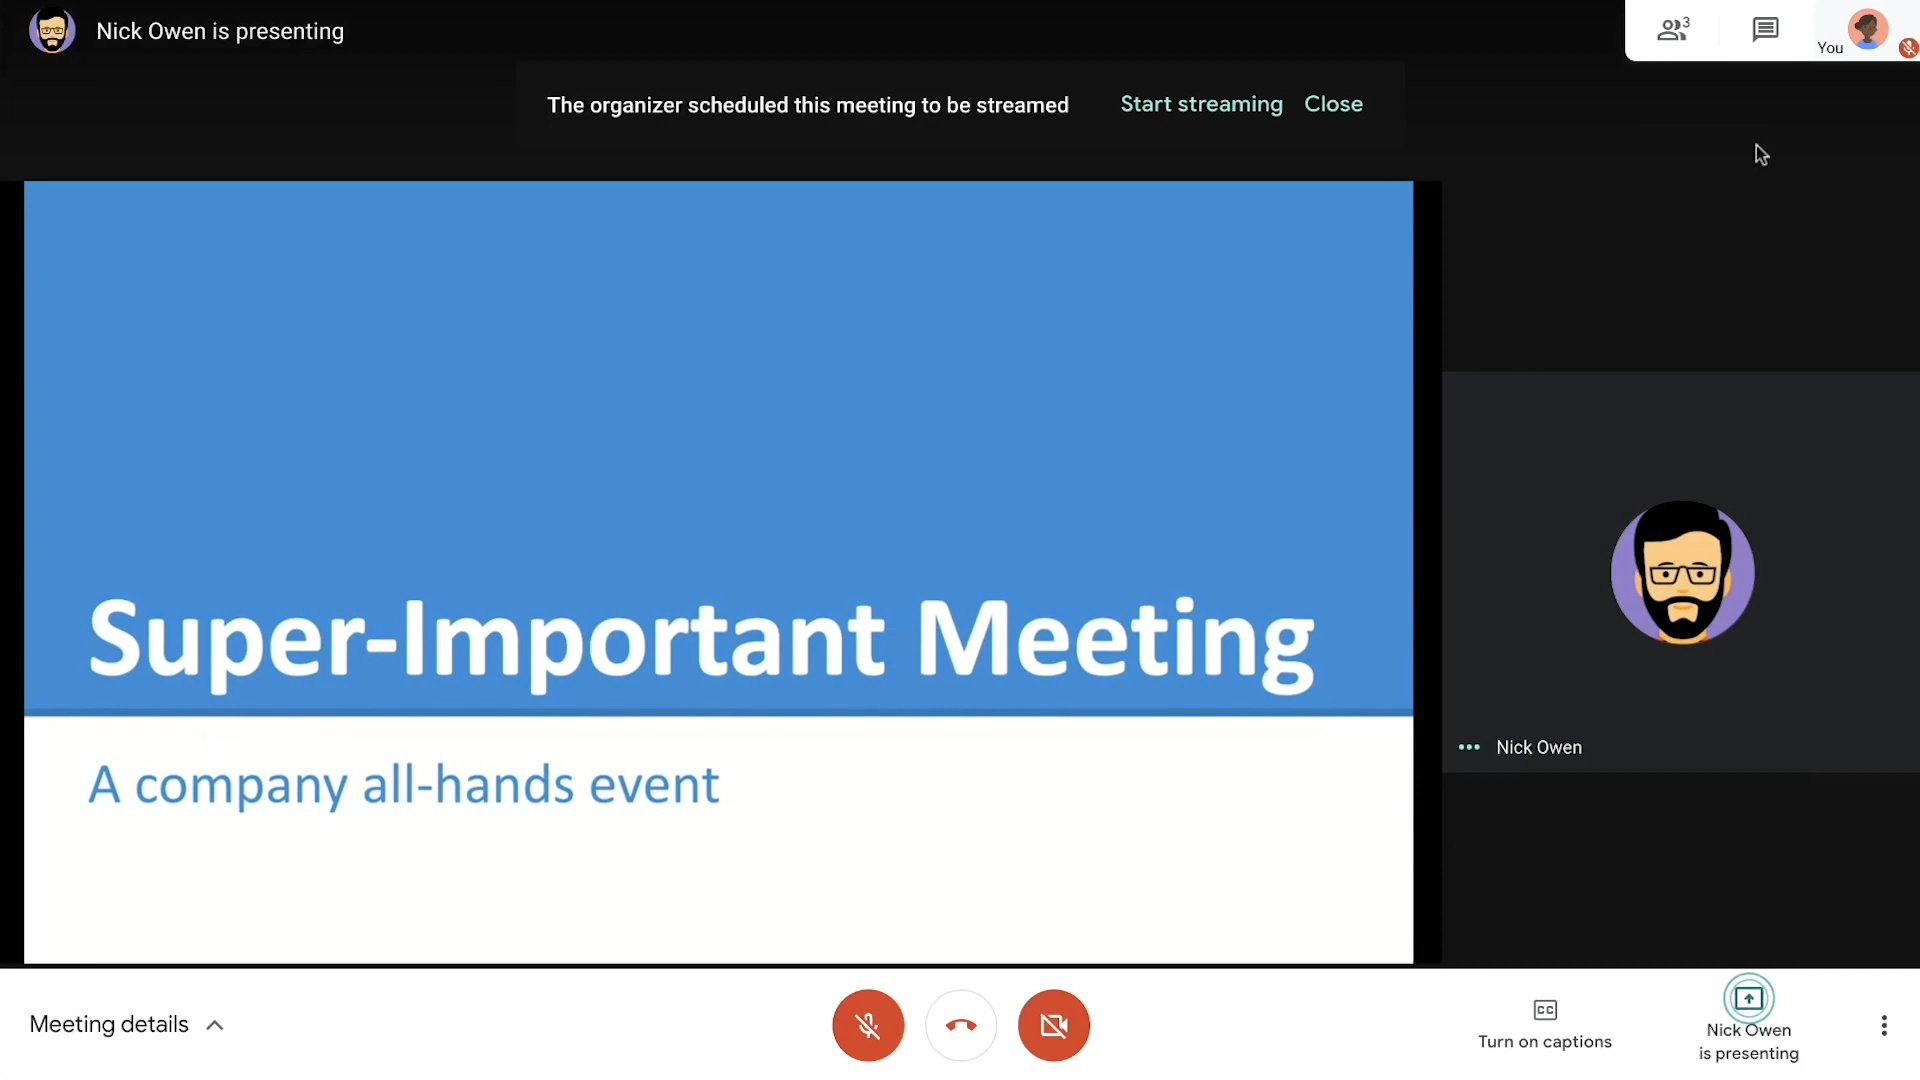 Nick Owen is presenting
3
You
The organizer scheduled this meeting to be streamed Start streaming Close
Super-Important Meeting
A company all-hands event
Nick Owen
Meeting details
CC
Turn on captions
Nick Owen
is presenting